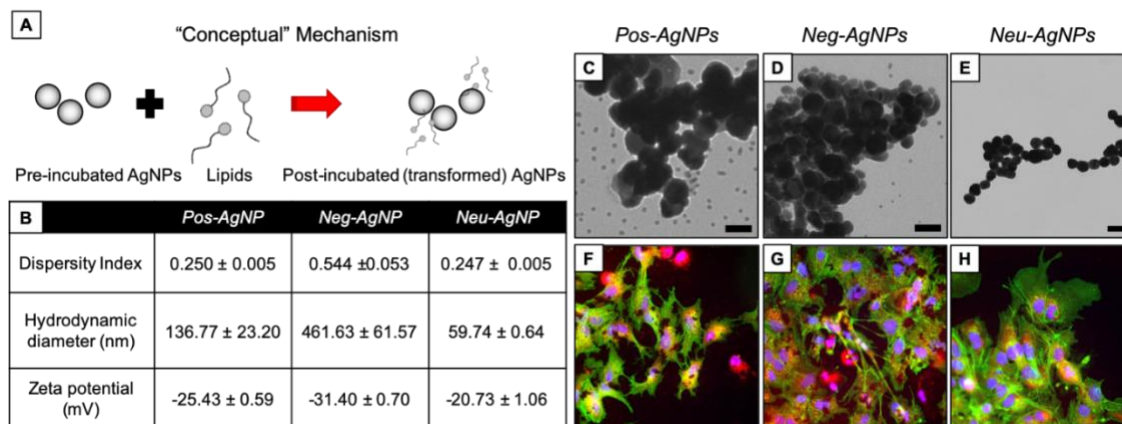 A
"Conceptual" Mechanism
Pre-incubated AgNPs
Lipids
Post-incubated (transformed) AgNPs
B
Pos-AgNP Neg-AgNP Neu-AgNP
Dispersity Index 0.250 ± 0.005 0.544 ±0.053 0.247 ± 0.005
Hydrodynamic
diameter (nm) 136.77 ± 23.20 461.63 ± 61.57 59.74 ± 0.64
Zeta potential
(mV) -25.43 ± 0.59 -31.40 ± 0.70 -20.73 ± 1.06
Pos-AgNPs Neg-AgNPs Neu-AgNPs
C
D
E
F
G
H